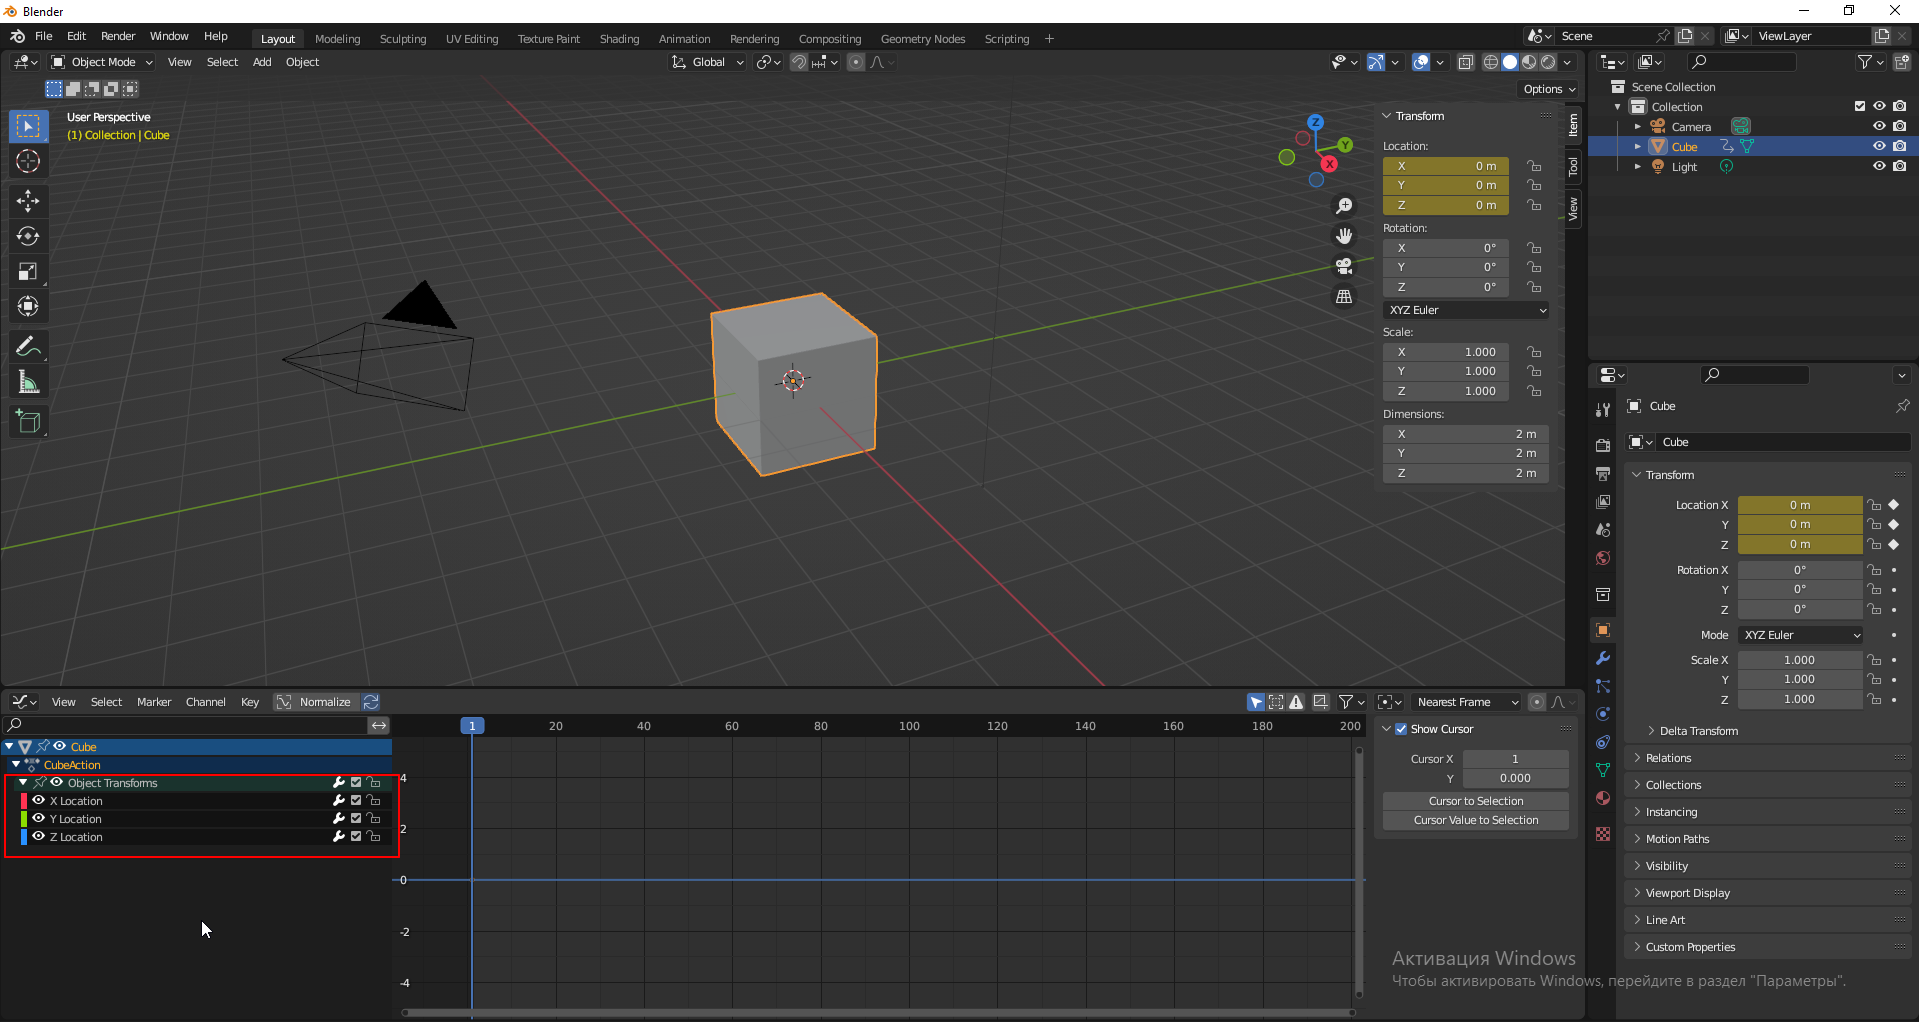 Blender
File Edit Render Window Help Layout Modeling Sculpting UV Editing Texture Paint Shading Animation Rendering Compositing Geometry Nodes Scripting + Scene ViewLayer
Object Mode View Select Add Object Global
Options
User Perspective
(1) Collection | Cube
Z
Y
X
Transform
Location:
X 0 m
Y 0 m
Z 0 m
Rotation:
X 0°
Y 0°
Z 0°
XYZ Euler
Scale:
X 1.000
Y 1.000
Z 1.000
Dimensions:
X 2 m
Y 2 m
Z 2 m
Item
Tool
View
Scene Collection
Collection
Camera
Cube
Light
Cube
Cube
Transform
Location X 0 m
Y 0 m
Z 0 m
Rotation X 0°
Y 0°
Z 0°
Mode XYZ Euler
Scale X 1.000
Y 1.000
Z 1.000
Delta Transform
Relations
Collections
Instancing
Motion Paths
Visibility
Viewport Display
Line Art
Custom Properties
View Select Marker Channel Key Normalize Nearest Frame
1 20 40 60 80 100 120 140 160 180 200
Cube
CubeAction
Object Transforms
X Location
Y Location
Z Location
4
2
0
-2
-4
Show Cursor
Cursor X 1
Y 0.000
Cursor to Selection
Cursor Value to Selection
Активация Windows
Чтобы активировать Windows, перейдите в раздел "Параметры".